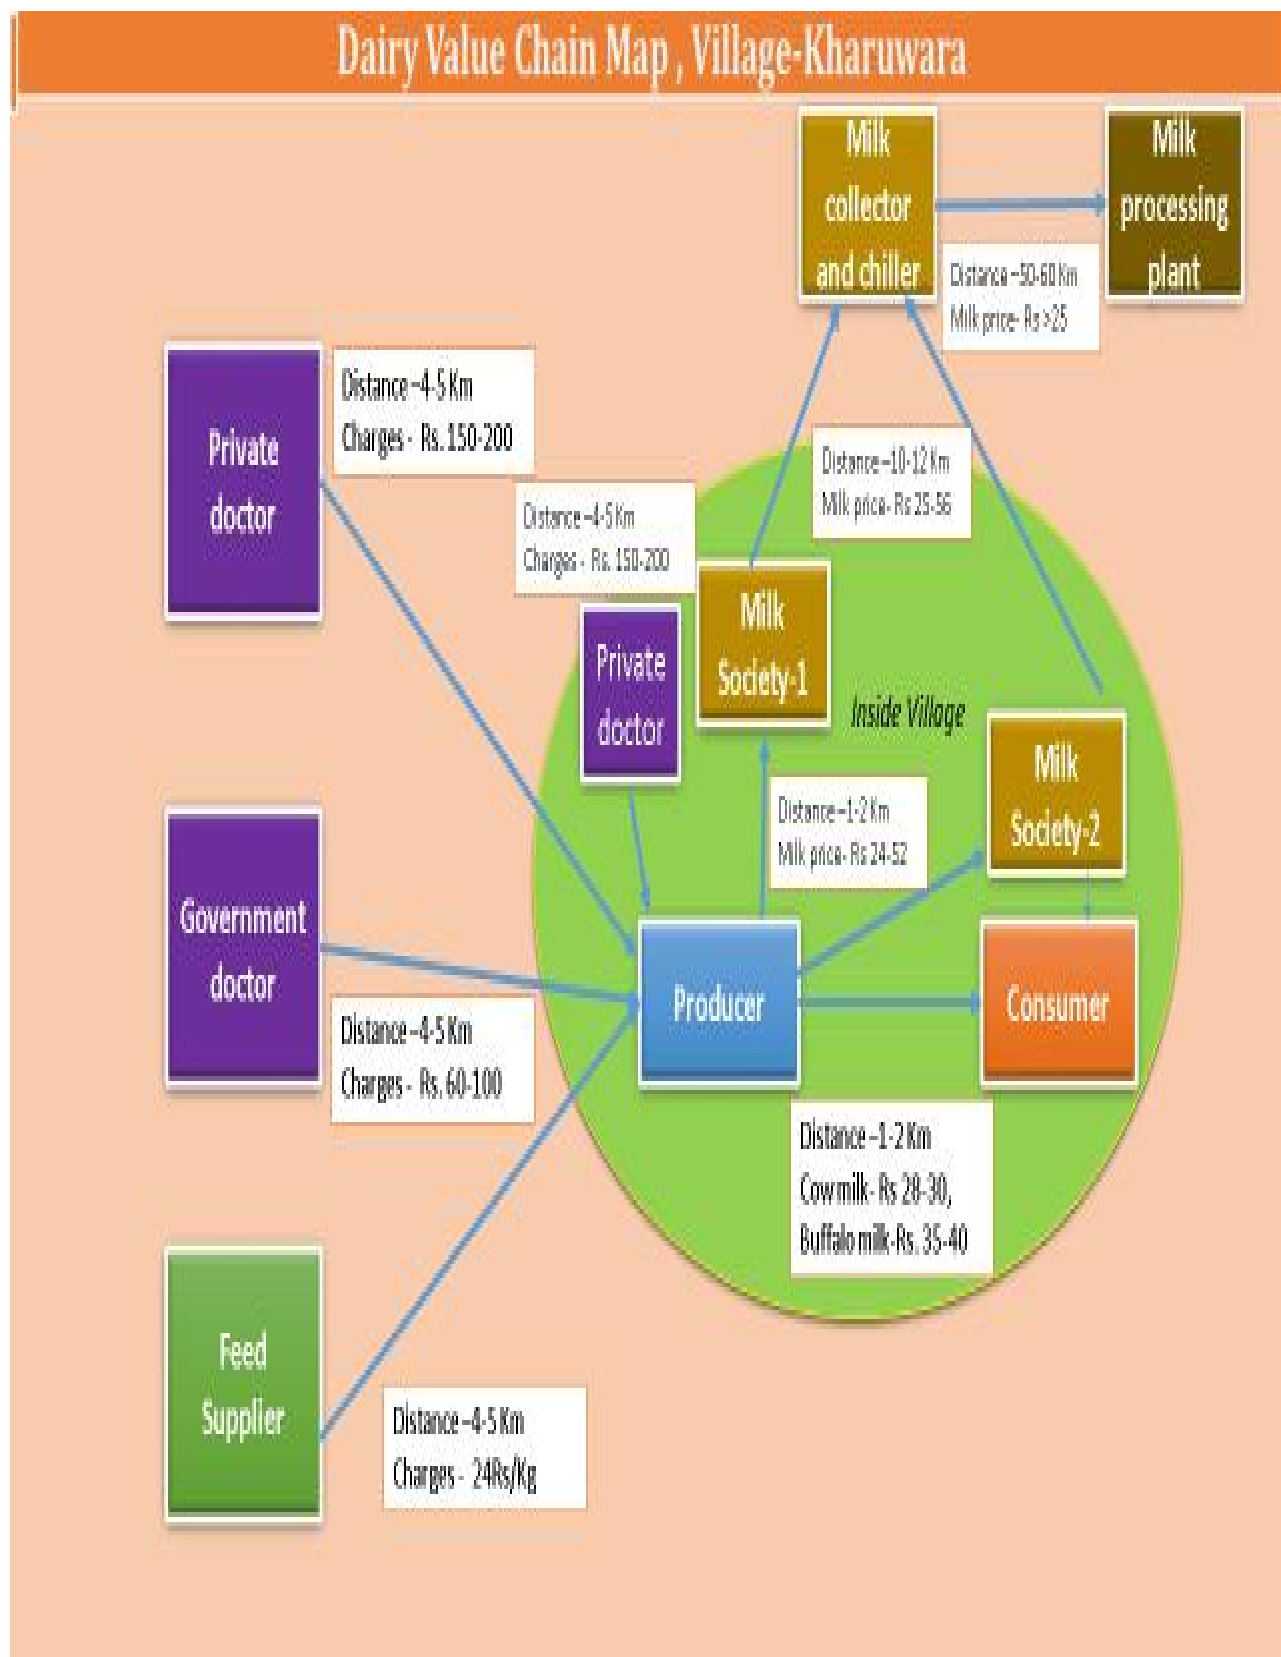 Dairy Value Chain Map , Village-Kharuwara
Milk
collector
and chiller
Milk
processing
plant
Distance ~50-60 Km
Milk price- Rs >25
Private
doctor
Distance ~4-5 Km
Charges - Rs. 150-200
Distance ~10-12 Km
Milk price- Rs 25-56
Distance ~4-5 Km
Charges - Rs. 150-200
Milk
Society-1
Private
doctor
Inside Village
Milk
Society-2
Distance ~1-2 Km
Milk price- Rs 24-52
Government
doctor
Producer
Consumer
Distance ~4-5 Km
Charges - Rs. 60-100
Distance ~1-2 Km
Cow milk- Rs 28-30,
Buffalo milk-Rs. 35-40
Feed
Supplier
Distance ~4-5 Km
Charges - 24Rs/Kg